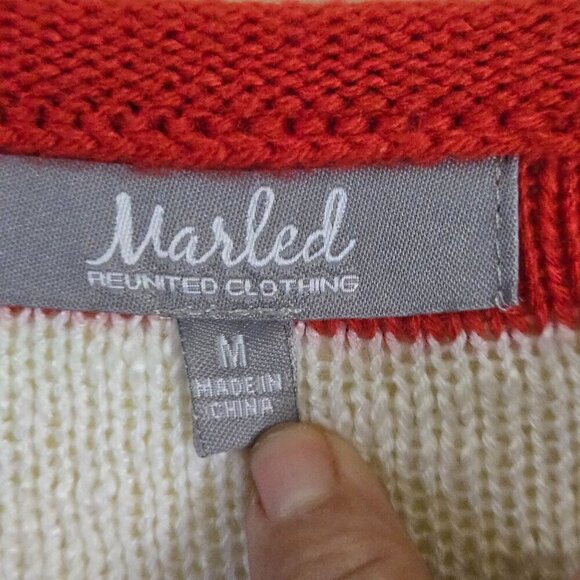 Marled
REUNITED CLOTHING
M
MADE IN
CHINA